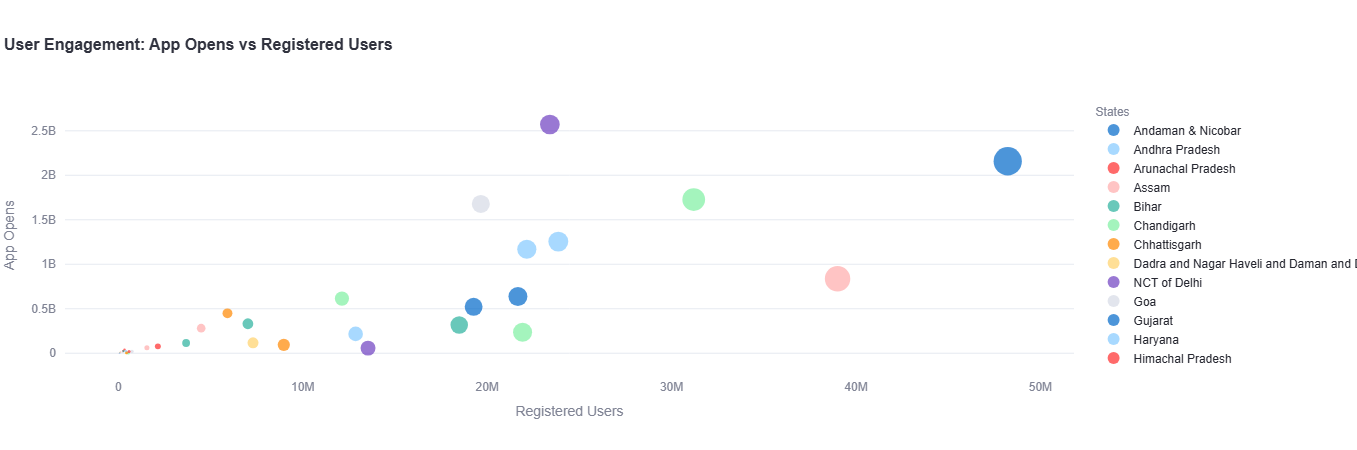 User Engagement: App Opens vs Registered Users
States
Andaman & Nicobar
Andhra Pradesh
Arunachal Pradesh
Assam
Bihar
Chandigarh
Chhattisgarh
Dadra and Nagar Haveli and Daman and
NCT of Delhi
Goa
Gujarat
Haryana
Himachal Pradesh
App Opens
2.5B
2B
1.5B
1B
0.5B
0
0
10M
20M
30M
40M
50M
Registered Users